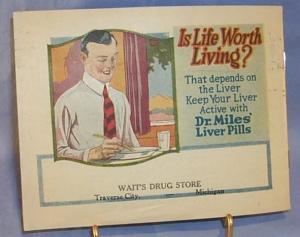 Is Life Worth
Living?
That depends on
the Liver
Keep Your Liver
Active with
Dr. Miles'
Liver Pills
WAIT'S DRUG STORE
Traverse City, — Michigan